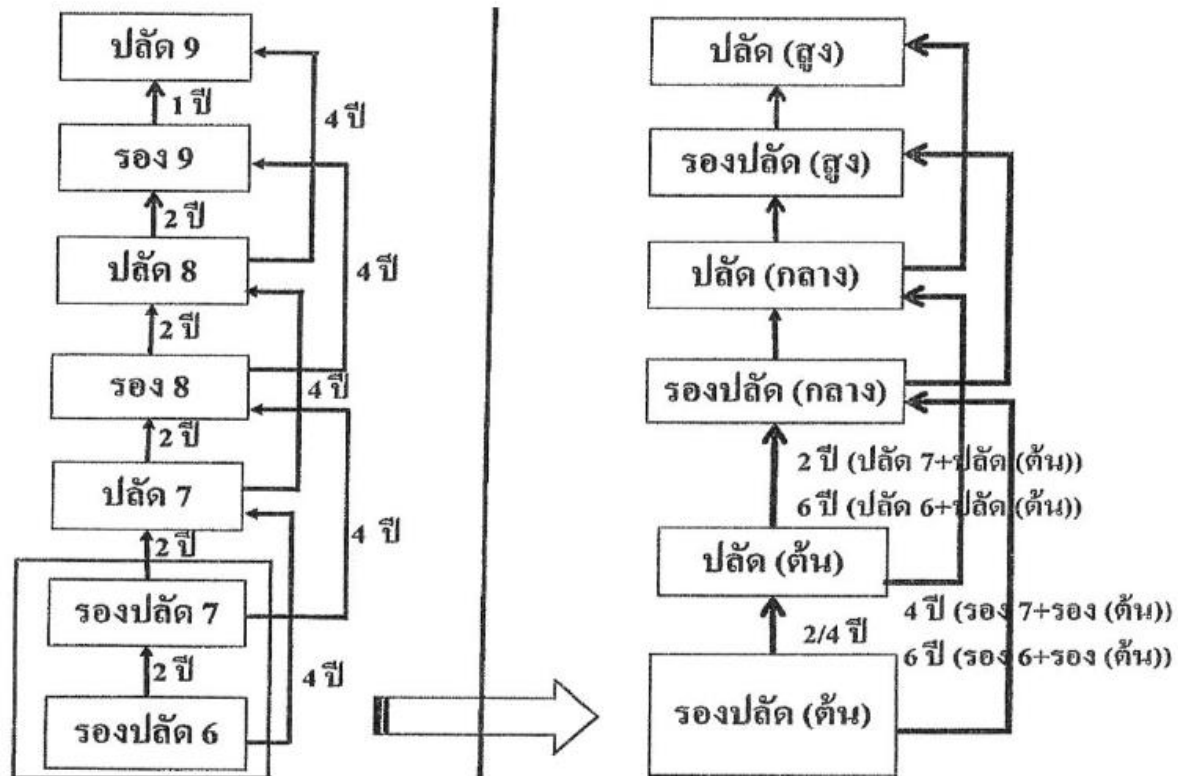 ปลัด 9
1 ปี
4 ปี
รอง 9
2 ปี
ปลัด 8
4 ปี
2 ปี
รอง 8
4 ปี
2 ปี
ปลัด 7
2 ปี
4 ปี
รองปลัด 7
2 ปี
4 ปี
รองปลัด 6
ปลัด (สูง)
รองปลัด (สูง)
ปลัด (กลาง)
รองปลัด (กลาง)
2 ปี (ปลัด 7+ปลัด (ต้น))
6 ปี (ปลัด 6+ปลัด (ต้น))
ปลัด (ต้น)
2/4 ปี
4 ปี (รอง 7+รอง (ต้น))
6 ปี (รอง 6+รอง (ต้น))
รองปลัด (ต้น)